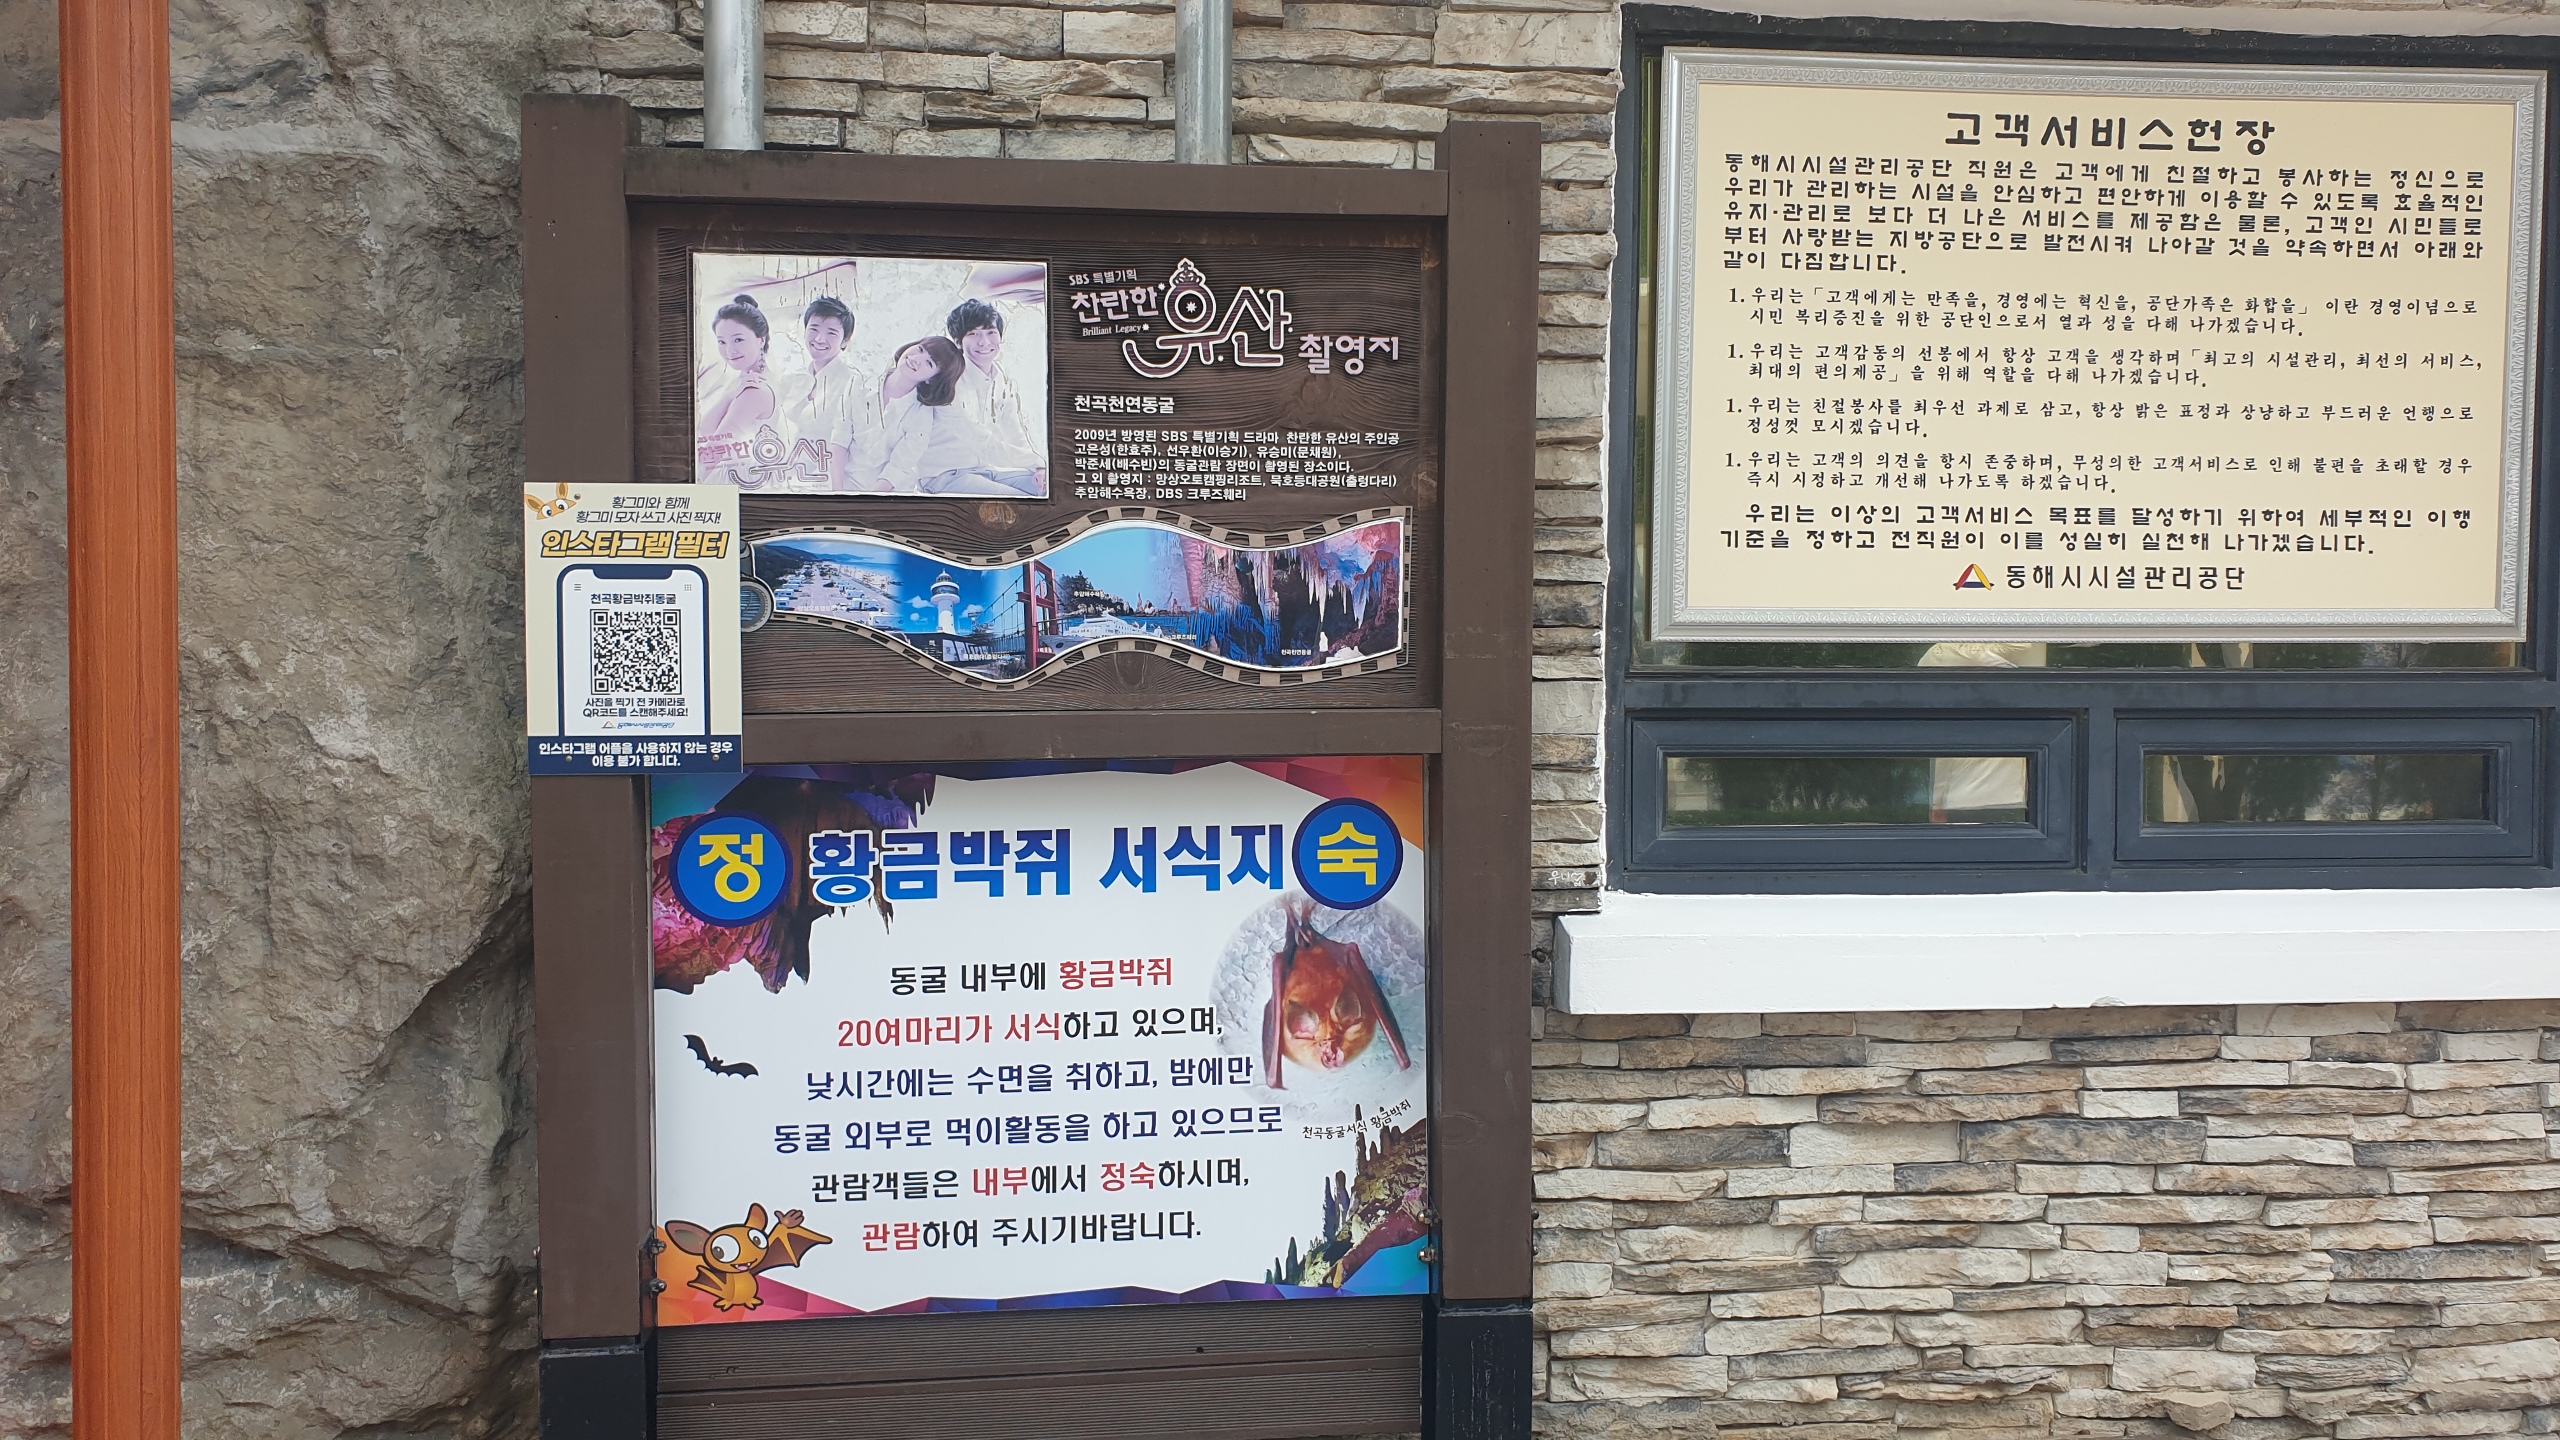 SBS 특별기획
찬란한 유산 촬영지
Brilliant Legacy
천곡천연동굴
2009년 방영된 SBS 특별기획 드라마 찬란한 유산의 주인공
고은성(한효주), 선우환(이승기), 유승미(문채원),
박준세(배수빈)의 동굴관람 장면이 촬영된 장소이다.
그 외 촬영지 : 망상오토캠핑리조트, 묵호등대공원(출렁다리)
추암해수욕장, DBS 크루즈훼리
SBS 특별기획
찬란한 유산
추암해수욕장
천곡천연동굴
황그미와 함께
황그미 모자 쓰고 사진 찍자!
인스타그램 필터
천곡황금박쥐동굴
사진을 찍기 전 카메라로
QR코드를 스캔해주세요!
동해시시설관리공단
인스타그램 어플을 사용하지 않는 경우
이용 불가 합니다.
정 황금박쥐 서식지 숙
동굴 내부에 황금박쥐
20여마리가 서식하고 있으며,
낮시간에는 수면을 취하고, 밤에만
동굴 외부로 먹이활동을 하고 있으므로
관람객들은 내부에서 정숙하시며,
관람하여 주시기바랍니다.
천곡동굴서식 황금박쥐
고객서비스헌장
동해시시설관리공단 직원은 고객에게 친절하고 봉사하는 정신으로
우리가 관리하는 시설을 안심하고 편안하게 이용할 수 있도록 효율적인
유지·관리로 보다 더 나은 서비스를 제공함은 물론, 고객인 시민들로
부터 사랑받는 지방공단으로 발전시켜 나아갈 것을 약속하면서 아래와
같이 다짐합니다.
1. 우리는「고객에게는 만족을, 경영에는 혁신을, 공단가족은 화합을」 이란 경영이념으로
시민 복리증진을 위한 공단인으로서 열과 성을 다해 나가겠습니다.
1. 우리는 고객감동의 선봉에서 항상 고객을 생각하며「최고의 시설관리, 최선의 서비스,
최대의 편의제공」을 위해 역할을 다해 나가겠습니다.
1. 우리는 친절봉사를 최우선 과제로 삼고, 항상 밝은 표정과 상냥하고 부드러운 언행으로
정성껏 모시겠습니다.
1. 우리는 고객의 의견을 항시 존중하며, 무성의한 고객서비스로 인해 불편을 초래할 경우
즉시 시정하고 개선해 나가도록 하겠습니다.
우리는 이상의 고객서비스 목표를 달성하기 위하여 세부적인 이행
기준을 정하고 전직원이 이를 성실히 실천해 나가겠습니다.
동해시시설관리공단